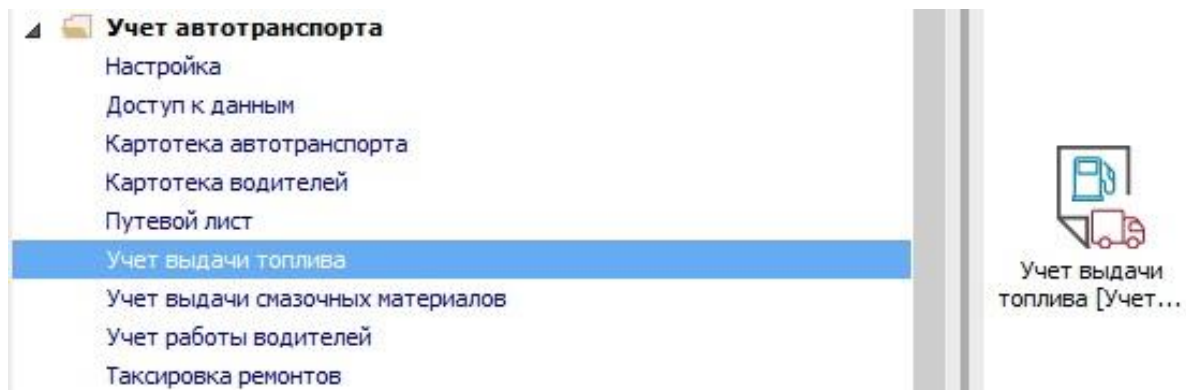 Учет автотранспорта
Настройка
Доступ к данным
Картотека автотранспорта
Картотека водителей
Путевой лист
Учет выдачи топлива
Учет выдачи смазочных материалов
Учет работы водителей
Таксировка ремонтов
Учет выдачи
топлива [Учет...